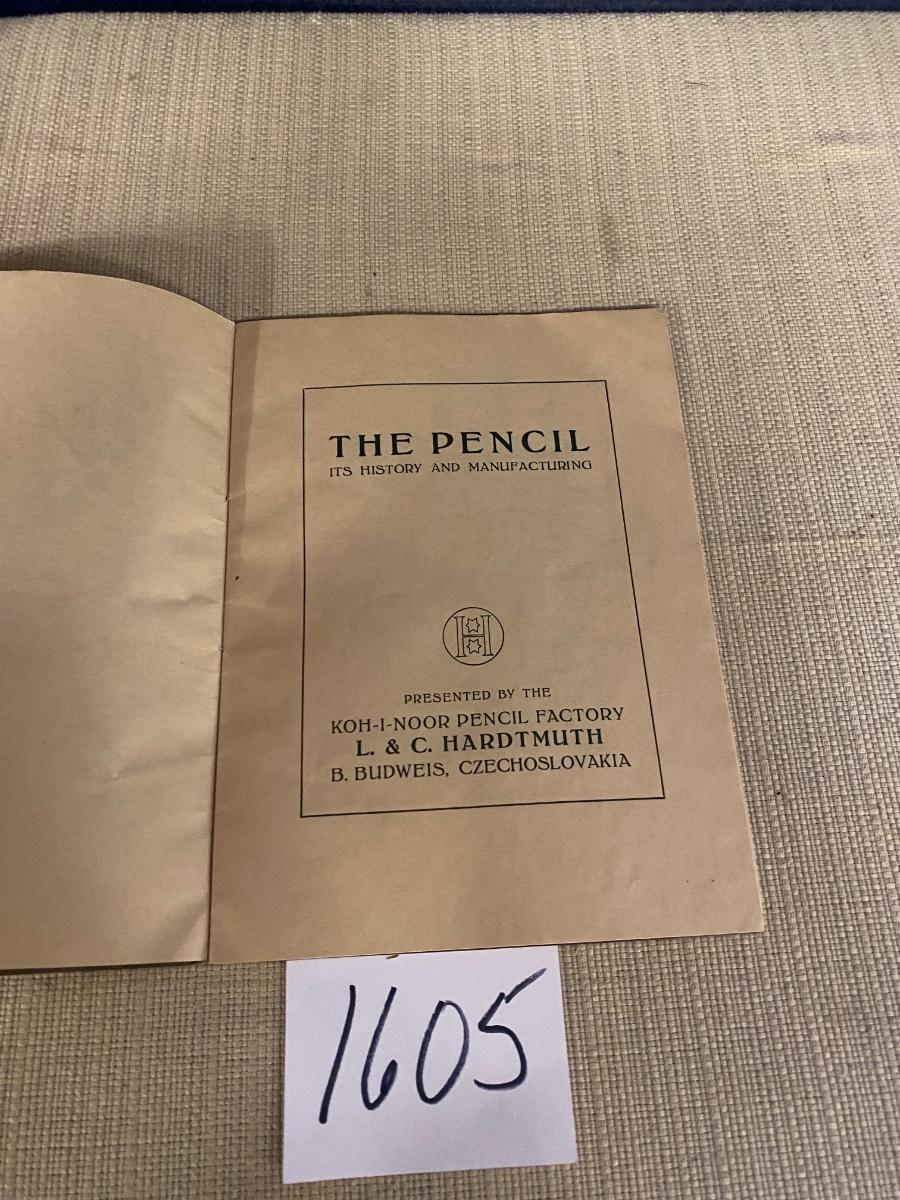 THE PENCIL
ITS HISTORY AND MANUFACTURING
H
PRESENTED BY THE
KOH-I-NOOR PENCIL FACTORY
L. & C. HARDTMUTH
B. BUDWEIS, CZECHOSLOVAKIA
1605